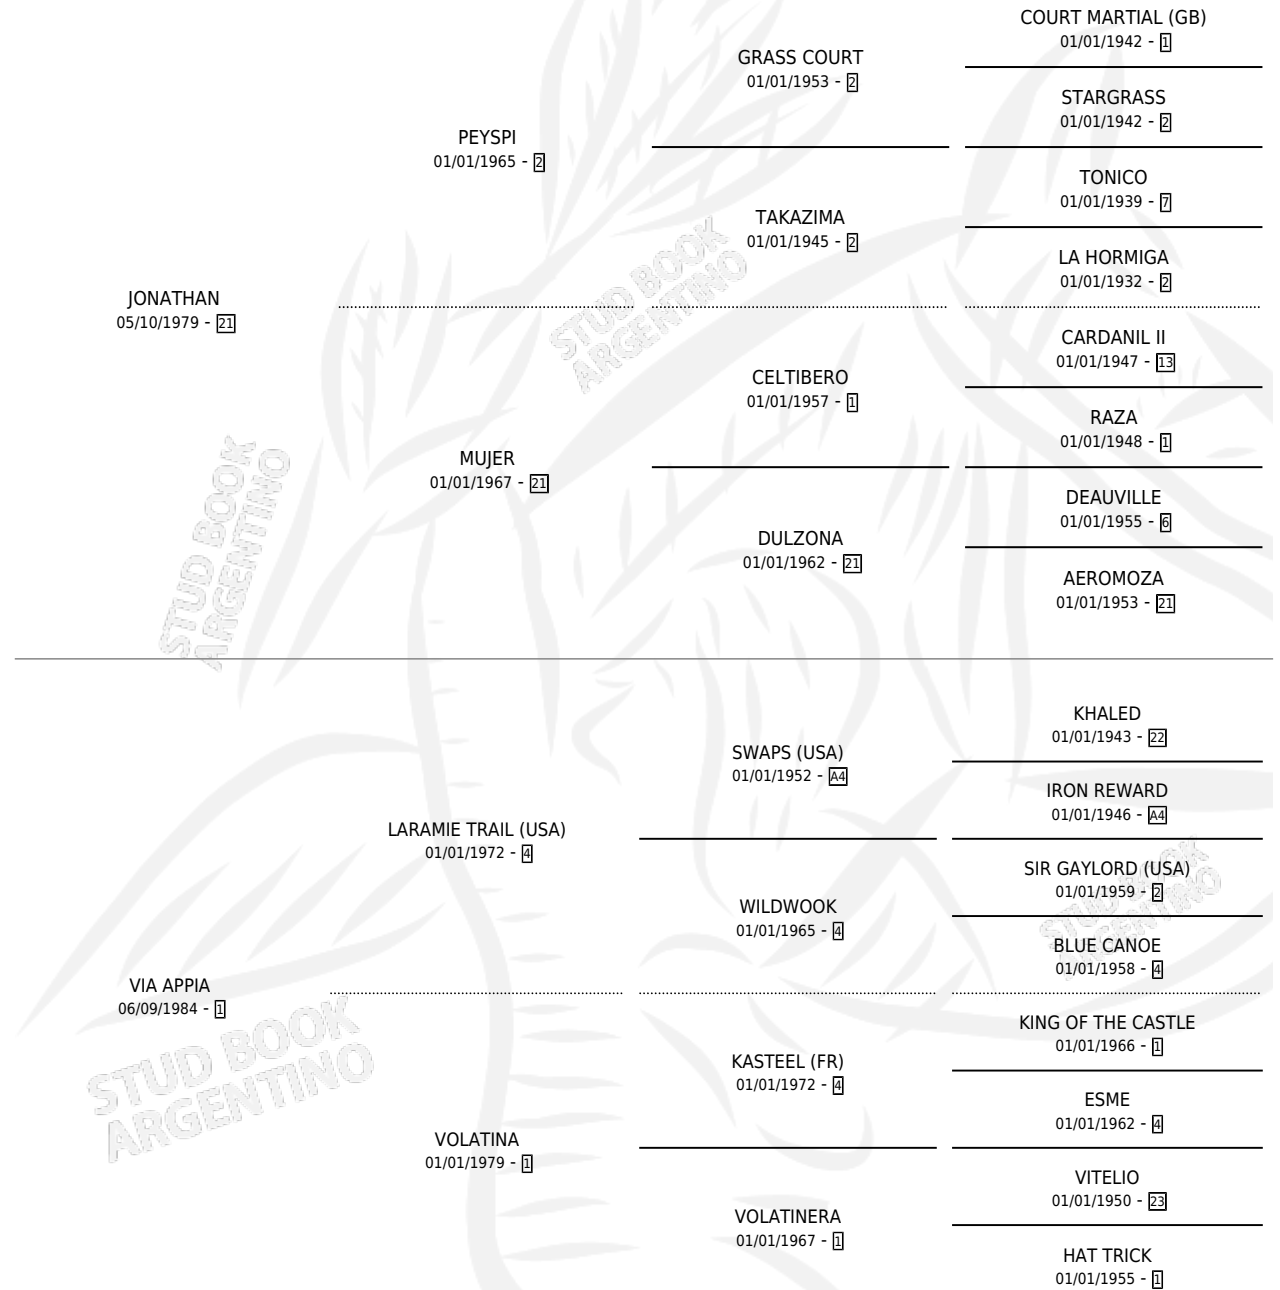 COURT MARTIAL (GB)
01/01/1942 - 1
GRASS COURT
01/01/1953 - 2
STARGRASS
01/01/1942 - 2
PEYSPI
01/01/1965 - 2
TONICO
01/01/1939 - 7
TAKAZIMA
01/01/1945 - 2
LA HORMIGA
01/01/1932 - 2
JONATHAN
05/10/1979 - 21
CARDANIL II
01/01/1947 - 13
CELTIBERO
01/01/1957 - 1
RAZA
01/01/1948 - 1
MUJER
01/01/1967 - 21
DEAUVILLE
01/01/1955 - 6
DULZONA
01/01/1962 - 21
AEROMOZA
01/01/1953 - 21
KHALED
01/01/1943 - 22
SWAPS (USA)
01/01/1952 - A4
IRON REWARD
01/01/1946 - A4
LARAMIE TRAIL (USA)
01/01/1972 - 4
SIR GAYLORD (USA)
01/01/1959 - 2
WILDWOOK
01/01/1965 - 4
BLUE CANOE
01/01/1958 - 4
VIA APPIA
06/09/1984 - 1
KING OF THE CASTLE
01/01/1966 - 1
KASTEEL (FR)
01/01/1972 - 4
ESME
01/01/1962 - 4
VOLATINA
01/01/1979 - 1
VITELIO
01/01/1950 - 23
VOLATINERA
01/01/1967 - 1
HAT TRICK
01/01/1955 - 1
STUD BOOK
ARGENTINO
STUD BOOK
ARGENTINO
STUD BOOK
ARGENTINO
STUD BOOK
ARGENTINO